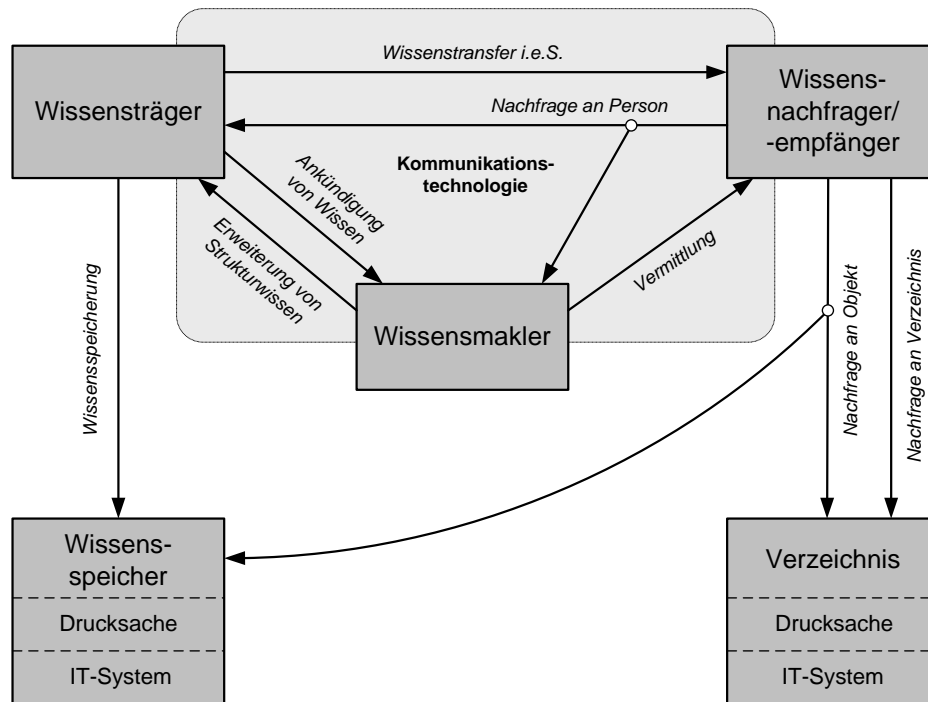 Wissenstransfer i.e.S.
Wissensträger
Wissens-
nachfrager/
-empfänger
Nachfrage an Person
Kommunikations-
technologie
Ankündigung
von Wissen
Erweiterung von
Strukturwissen
Vermittlung
Wissensmakler
Wissensspeicherung
Nachfrage an Objekt
Nachfrage an Verzeichnis
Wissens-
speicher
Drucksache
IT-System
Verzeichnis
Drucksache
IT-System